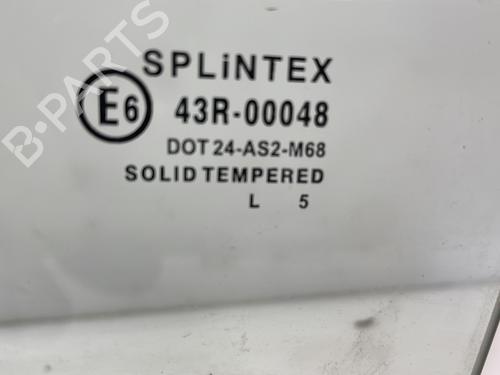 SPLiNTEX
E6 43R-00048
DOT 24-AS2-M68
SOLID TEMPERED
L 5
B-PARTS